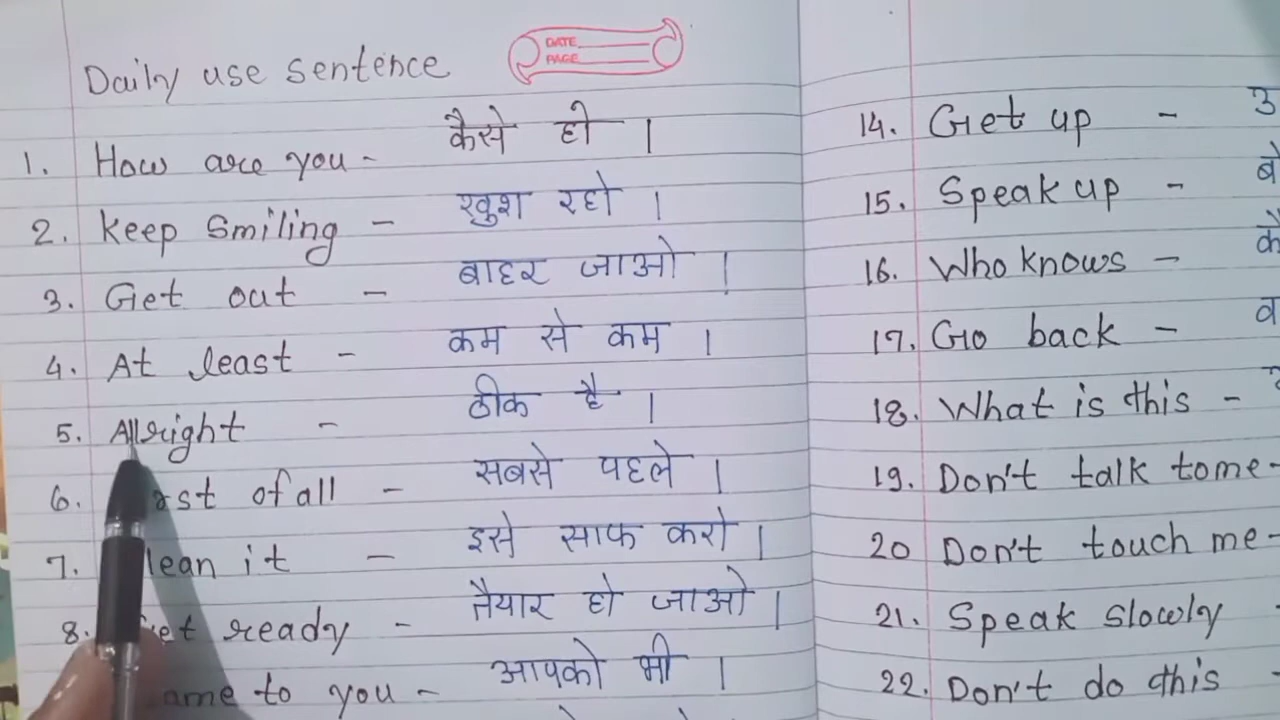 Daily use sentence
DATE
PAGE
1. How are you - कैसे हो ।
2. Keep Smiling - खुश रहो ।
3. Get out - बाहर जाओ ।
4. At least - कम से कम ।
5. Allright - ठीक है ।
6. of all - सबसे पहले ।
7. it - इसे साफ करो ।
8. ready - तैयार हो जाओ ।
to you - आपको भी ।
14. Get up -
15. Speak up -
16. Who knows -
17. Go back -
18. What is this -
19. Don't talk to me -
20 Don't touch me -
21. Speak slowly
22. Don't do this -